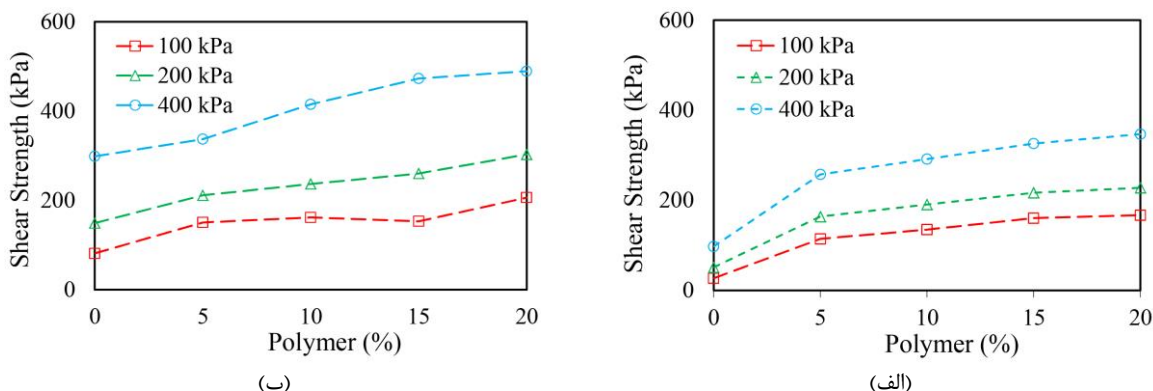 600
400
200
0
Shear Strength (kPa)
100 kPa
200 kPa
400 kPa
0 5 10 15 20
Polymer (%)
(ب)
600
400
200
0
Shear Strength (kPa)
100 kPa
200 kPa
400 kPa
0 5 10 15 20
Polymer (%)
(الف)